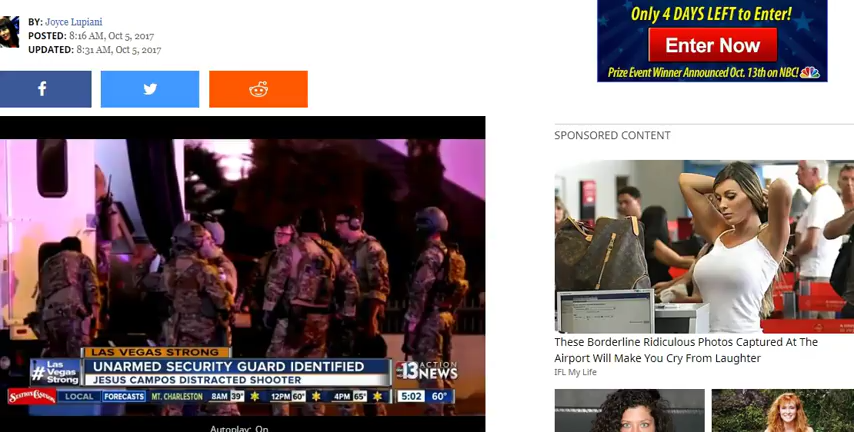 BY: Joyce Lupiani
POSTED: 8:16 AM, Oct 5, 2017
UPDATED: 8:31 AM, Oct 5, 2017
f
LAS VEGAS STRONG
#Las Vegas Strong
UNARMED SECURITY GUARD IDENTIFIED
JESUS CAMPOS DISTRACTED SHOOTER
13 ACTION NEWS
STATION CASINOS LOCAL FORECASTS MT. CHARLESTON 8AM 39° 12PM 60° 4PM 65° 5:02 60°
Autoplay: On
Only 4 DAYS LEFT to Enter!
Enter Now
Prize Event Winner Announced Oct. 13th on NBC!
SPONSORED CONTENT
These Borderline Ridiculous Photos Captured At The
Airport Will Make You Cry From Laughter
IFL My Life